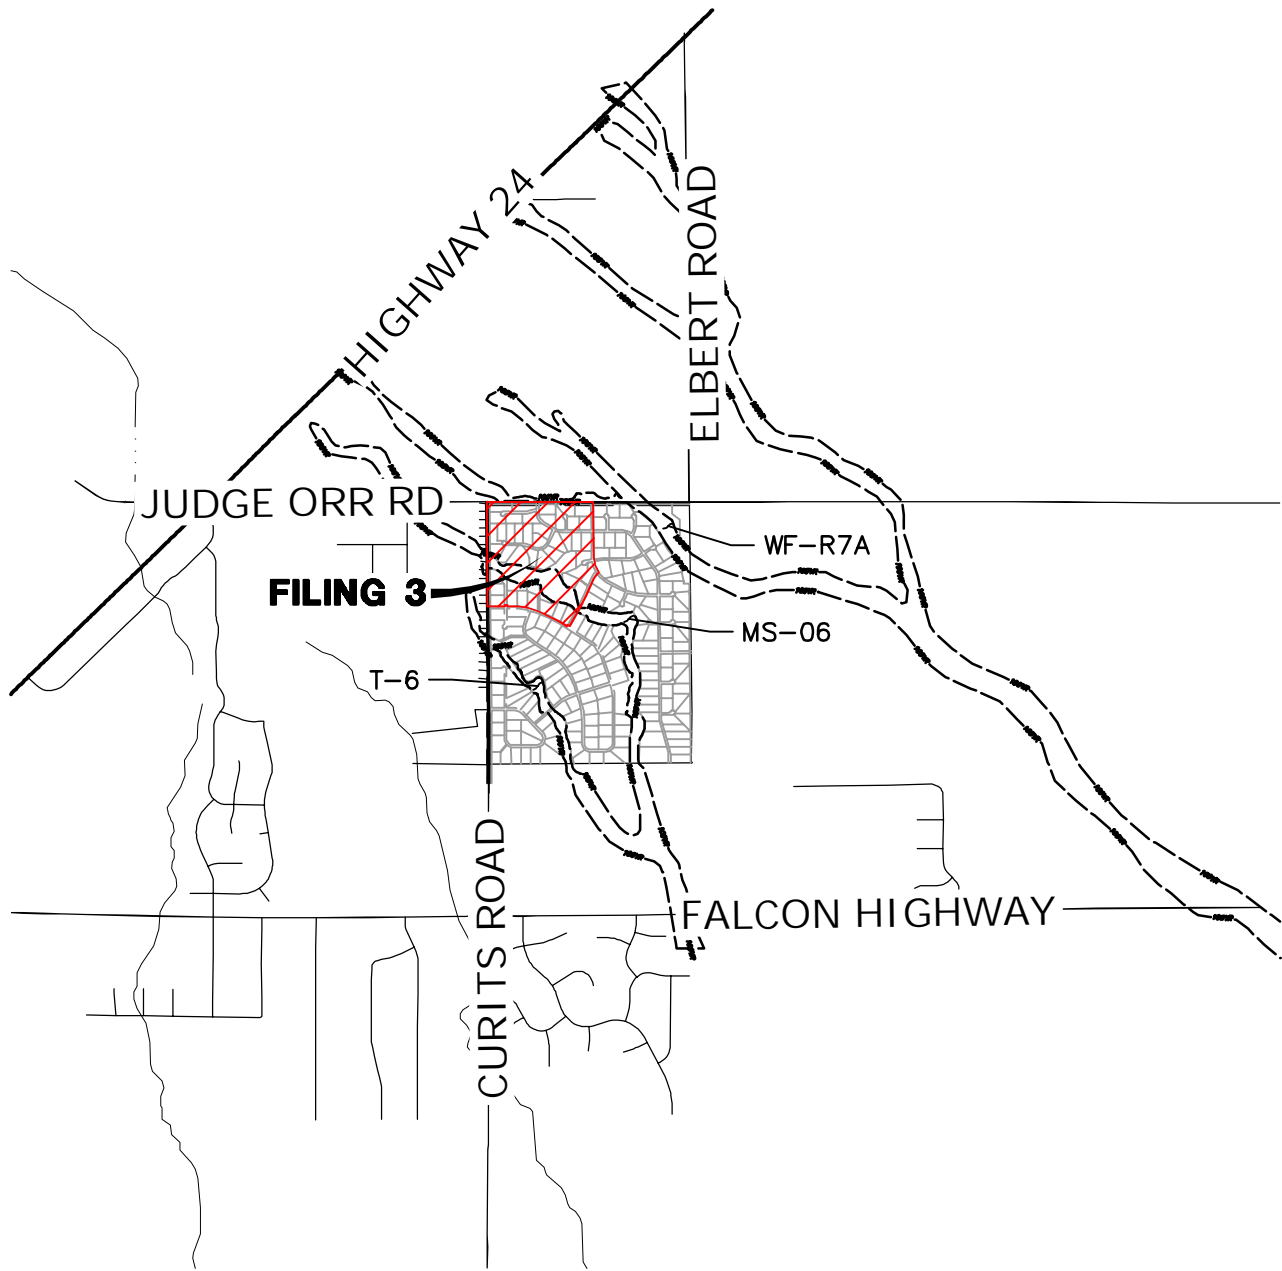 HIGHWAY 24
ELBERT ROAD
JUDGE ORR RD
WF-R7A
FILING 3
MS-06
T-6
CURITS ROAD
FALCON HIGHWAY